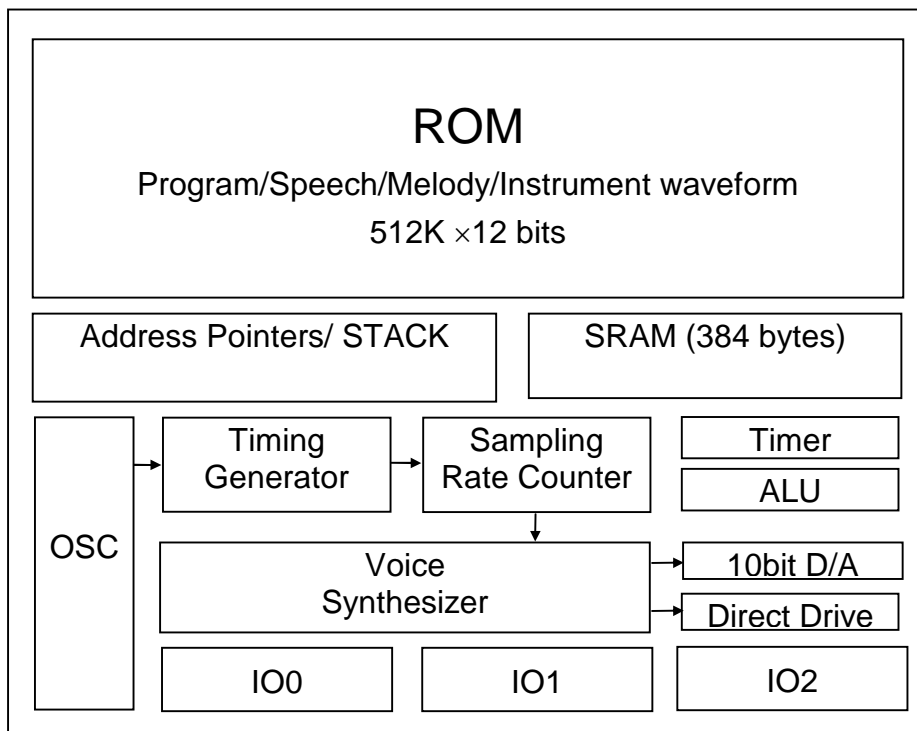 ROM
Program/Speech/Melody/Instrument waveform
512K ×12 bits
Address Pointers/ STACK
SRAM (384 bytes)
OSC
Timing
Generator
Sampling
Rate Counter
Timer
ALU
Voice
Synthesizer
10bit D/A
Direct Drive
IO0
IO1
IO2